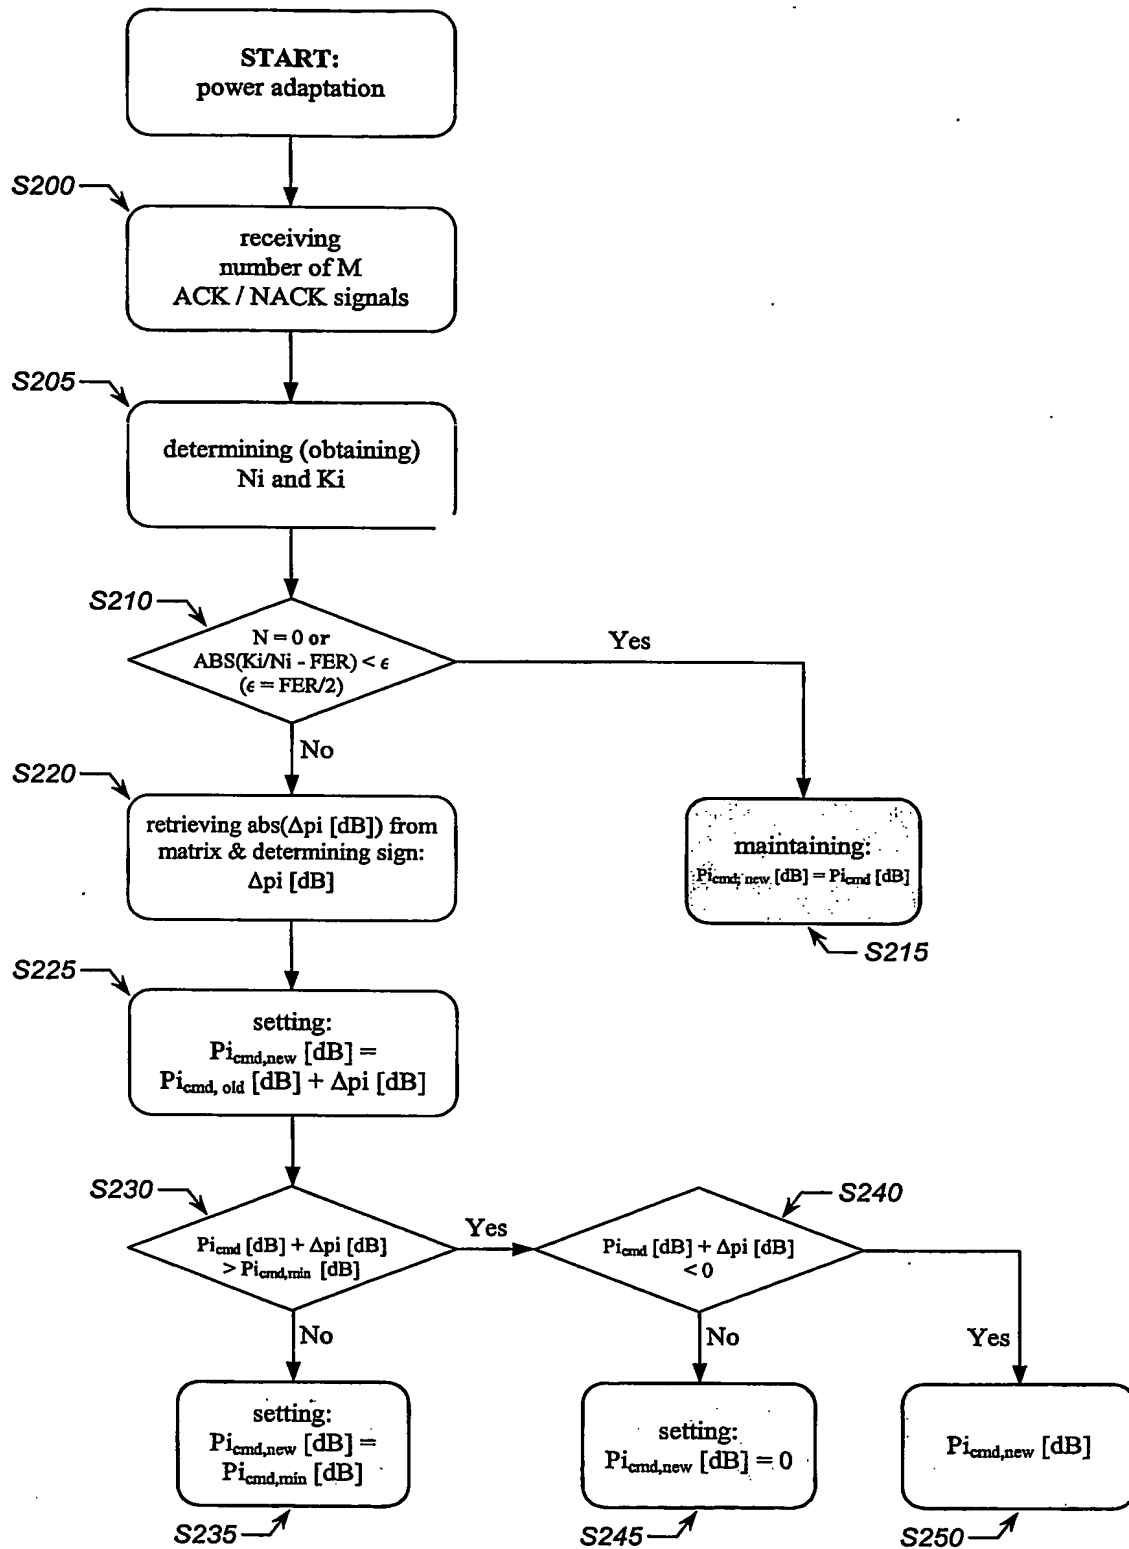 START:
power adaptation
S200
receiving
number of M
ACK / NACK signals
S205
determining (obtaining)
Ni and Ki
S210
N = 0 or
ABS(Ki/Ni - FER) < ϵ
(ϵ = FER/2)
Yes
No
S220
retrieving abs(Δpi [dB]) from
matrix & determining sign:
Δpi [dB]
maintaining:
Picmd, new [dB] = Picmd [dB]
S215
S225
setting:
Picmd,new [dB] =
Picmd, old [dB] + Δpi [dB]
S230
Picmd [dB] + Δpi [dB]
> Picmd,min [dB]
Yes
No
S240
Picmd [dB] + Δpi [dB]
< 0
No
Yes
setting:
Picmd,new [dB] =
Picmd,min [dB]
S235
setting:
Picmd,new [dB] = 0
S245
Picmd,new [dB]
S250